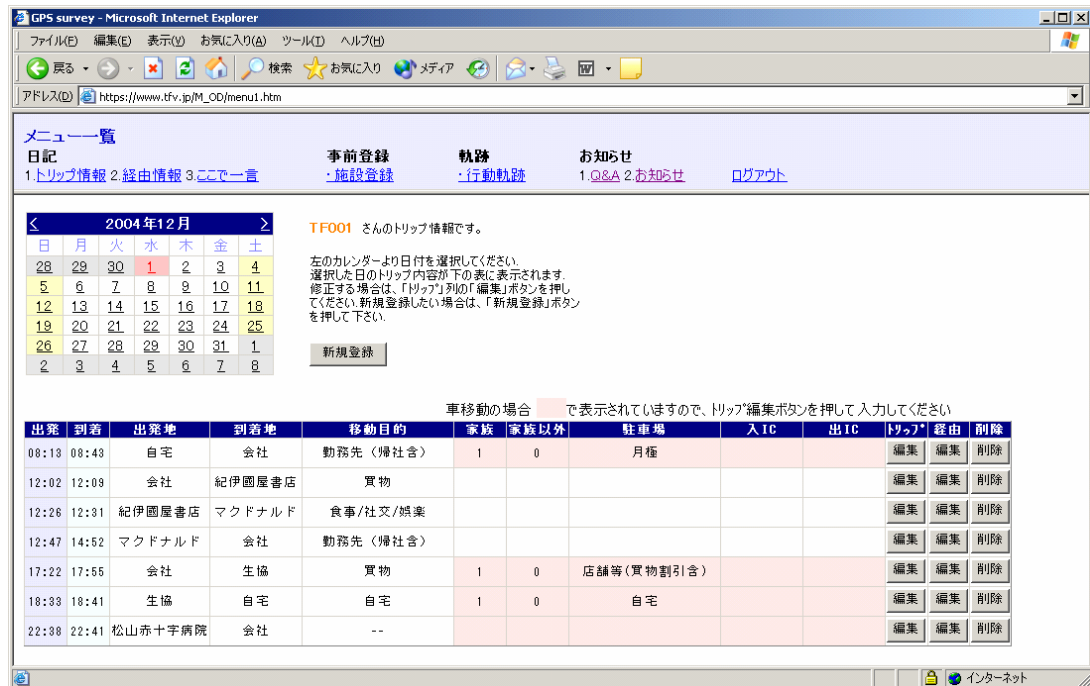 GPS survey - Microsoft Internet Explorer
ファイル(F) 編集(E) 表示(V) お気に入り(A) ツール(T) ヘルプ(H)
戻る 検索 お気に入り メディア
アドレス(D) https://www.tfv.jp/M_OD/menu1.htm
メニュー一覧
日記 事前登録 軌跡 お知らせ
1.トリップ情報 2.経由情報 3.ここで一言 ・施設登録 ・行動軌跡 1.Q&A 2.お知らせ ログアウト
< 2004年12月 >
日 月 火 水 木 金 土
28 29 30 1 2 3 4
5 6 7 8 9 10 11
12 13 14 15 16 17 18
19 20 21 22 23 24 25
26 27 28 29 30 31 1
2 3 4 5 6 7 8
TF001 さんのトリップ情報です。
左のカレンダーより日付を選択してください.
選択した日のトリップ内容が下の表に表示されます.
修正する場合は、「トリップ」列の「編集」ボタンを押し
てください.新規登録したい場合は、「新規登録」ボタン
を押して下さい.
新規登録
車移動の場合 で表示されていますので、トリップ編集ボタンを押して入力してください
出発 到着 出発地 到着地 移動目的 家族 家族以外 駐車場 入IC 出IC トリップ 経由 削除
08:13 08:43 自宅 会社 勤務先（帰社含） 1 0 月極 編集 編集 削除
12:02 12:09 会社 紀伊國屋書店 買物 編集 編集 削除
12:26 12:31 紀伊國屋書店 マクドナルド 食事/社交/娯楽 編集 編集 削除
12:47 14:52 マクドナルド 会社 勤務先（帰社含） 編集 編集 削除
17:22 17:55 会社 生協 買物 1 0 店舗等(買物割引含) 編集 編集 削除
18:33 18:41 生協 自宅 自宅 1 0 自宅 編集 編集 削除
22:38 22:41 松山赤十字病院 会社 -- 編集 編集 削除
インターネット